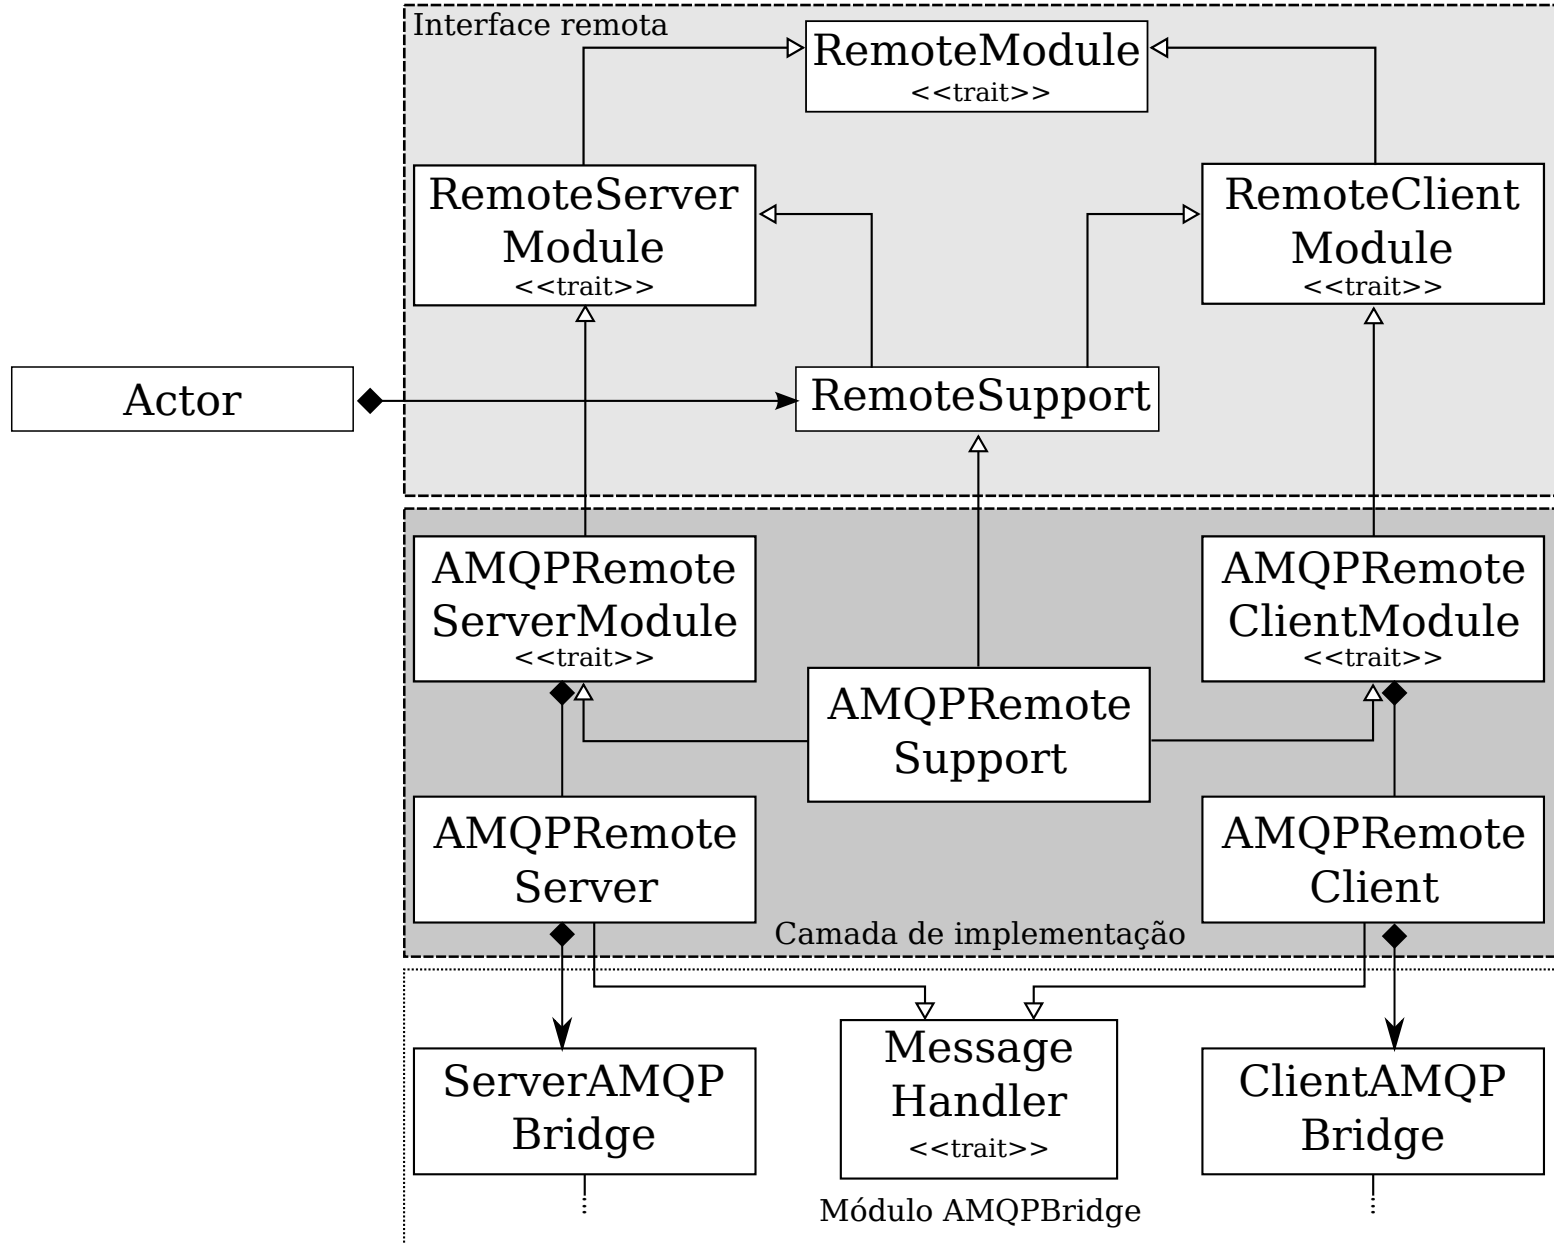 Interface remota
RemoteModule
<<trait>>
RemoteServer
Module
<<trait>>
RemoteClient
Module
<<trait>>
Actor
RemoteSupport
AMQPRemote
ServerModule
<<trait>>
AMQPRemote
ClientModule
<<trait>>
AMQPRemote
Support
AMQPRemote
Server
AMQPRemote
Client
Camada de implementação
ServerAMQP
Bridge
Message
Handler
<<trait>>
ClientAMQP
Bridge
Módulo AMQPBridge